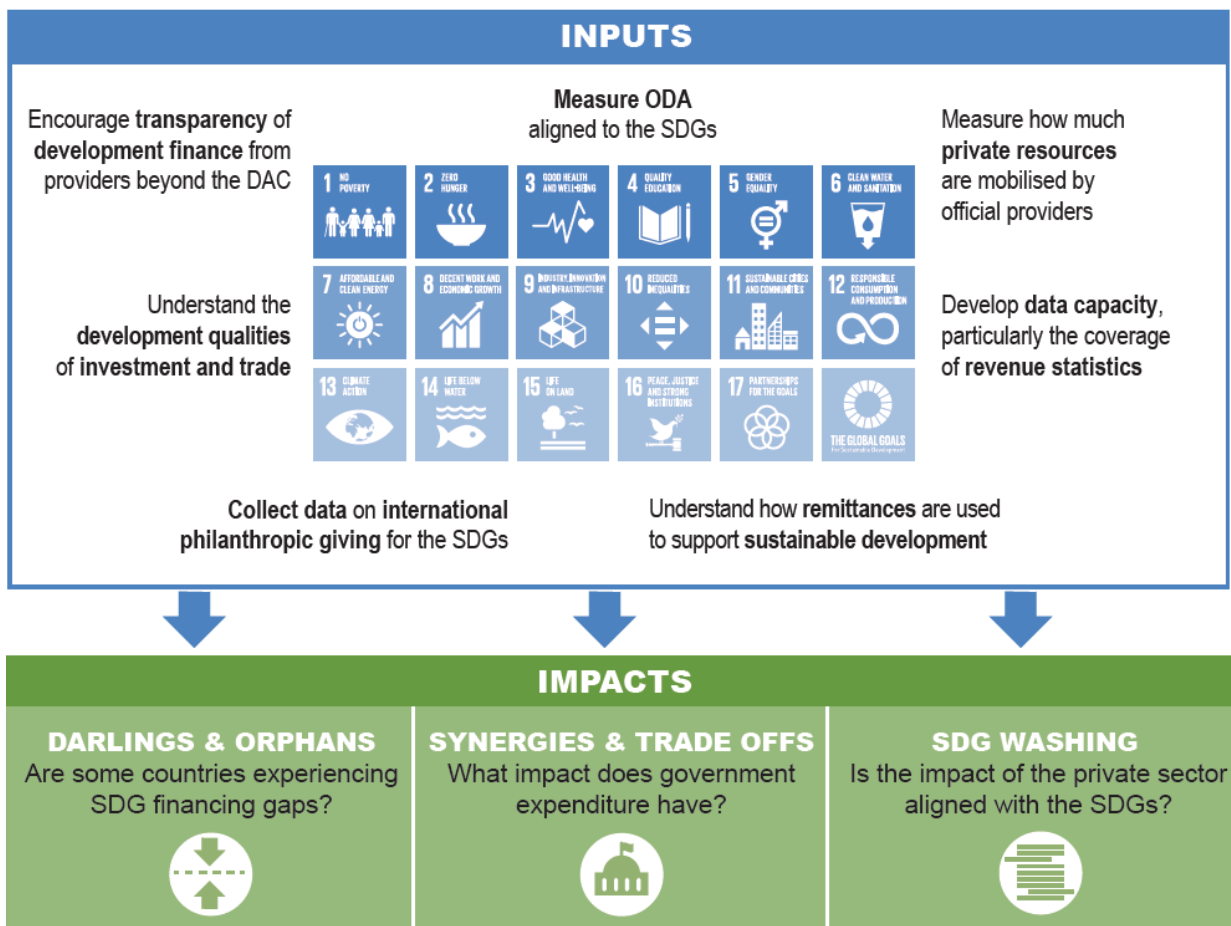 INPUTS
Measure ODA
aligned to the SDGs
Encourage transparency of
development finance from
providers beyond the DAC
Measure how much
private resources
are mobilised by
official providers
Understand the
development qualities
of investment and trade
Develop data capacity,
particularly the coverage
of revenue statistics
1 NO
POVERTY
2 ZERO
HUNGER
3 GOOD HEALTH
AND WELL-BEING
4 QUALITY
EDUCATION
5 GENDER
EQUALITY
6 CLEAN WATER
AND SANITATION
7 AFFORDABLE AND
CLEAN ENERGY
8 DECENT WORK AND
ECONOMIC GROWTH
9 INDUSTRY, INNOVATION
AND INFRASTRUCTURE
10 REDUCED
INEQUALITIES
11 SUSTAINABLE CITIES
AND COMMUNITIES
12 RESPONSIBLE
CONSUMPTION
AND PRODUCTION
13 CLIMATE
ACTION
14 LIFE BELOW
WATER
15 LIFE
ON LAND
16 PEACE, JUSTICE
AND STRONG
INSTITUTIONS
17 PARTNERSHIPS
FOR THE GOALS
THE GLOBAL GOALS
For Sustainable Development
Collect data on international
philanthropic giving for the SDGs
Understand how remittances are used
to support sustainable development
IMPACTS
DARLINGS & ORPHANS
Are some countries experiencing
SDG financing gaps?
SYNERGIES & TRADE OFFS
What impact does government
expenditure have?
SDG WASHING
Is the impact of the private sector
aligned with the SDGs?